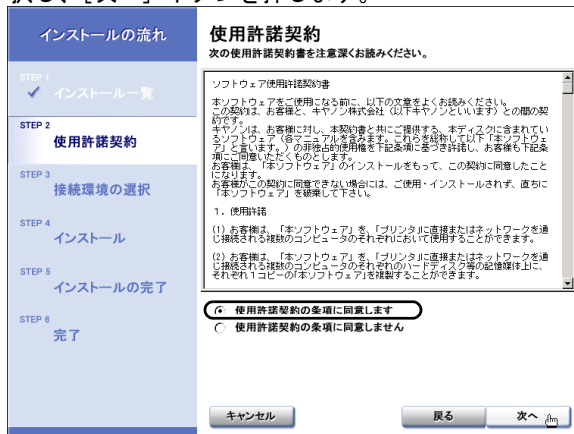 インストールの流れ
STEP 1
インストール一覧
STEP 2
使用許諾契約
STEP 3
接続環境の選択
STEP 4
インストール
STEP 5
インストールの完了
STEP 6
完了
使用許諾契約
次の使用許諾契約書を注意深くお読みください。
ソフトウェア使用許諾契約書
本ソフトウェアをご使用になる前に、以下の文章をよくお読みください。
この契約は、お客様と、キヤノン株式会社（以下キヤノンといいます）との間の契
約です。
キヤノンは、お客様に対し、本契約書と共にご提供する、本ディスクに含まれてい
るソフトウェア（各マニュアルを含みます。これらを総称して以下「本ソフトウェ
ア」と言います。）の非独占的使用権を下記条項に基づき許諾し、お客様も下記条
項にご同意いただくものとします。
お客様は、「本ソフトウェア」のインストールをもって、この契約に同意したこと
になります。
お客様がこの契約に同意できない場合には、ご使用・インストールされず、直ちに
「本ソフトウェア」を破棄して下さい。
1. 使用許諾
(1) お客様は、「本ソフトウェア」を、「プリンタ」に直接またはネットワークを通
じ接続される複数のコンピュータのそれぞれにおいて使用することができます。
(2) お客様は、「本ソフトウェア」を、「プリンタ」に直接またはネットワークを通
じ接続される複数のコンピュータのそれぞれのハードディスク等の記憶媒体上に、
それぞれ1コピーの「本ソフトウェア」を複製することができます。
使用許諾契約の条項に同意します
使用許諾契約の条項に同意しません
キャンセル
戻る
次へ